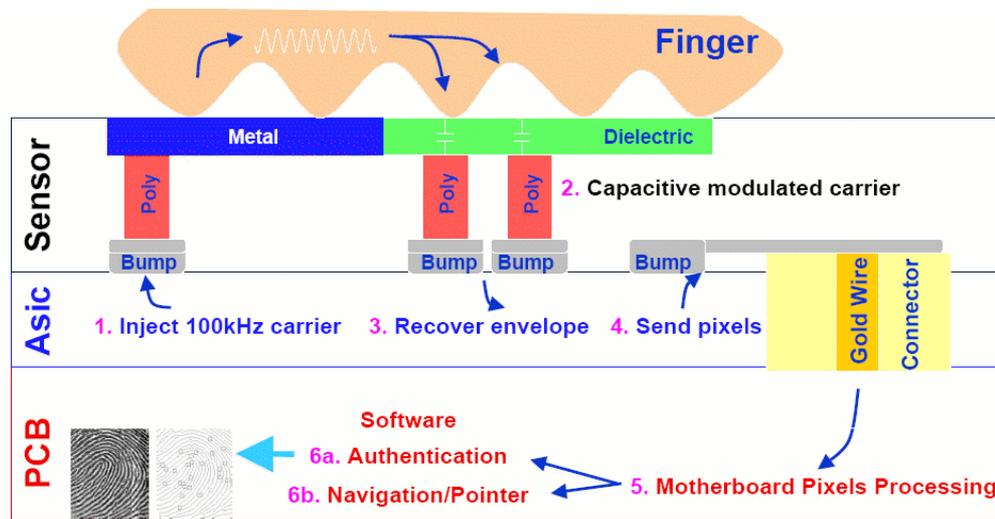 Finger
Metal
Dielectric
Sensor
Poly
Poly
Poly
2. Capacitive modulated carrier
Bump
Bump
Bump
Bump
Asic
1. Inject 100kHz carrier
3. Recover envelope
4. Send pixels
Gold Wire
Connector
PCB
Software
6a. Authentication
6b. Navigation/Pointer
5. Motherboard Pixels Processing